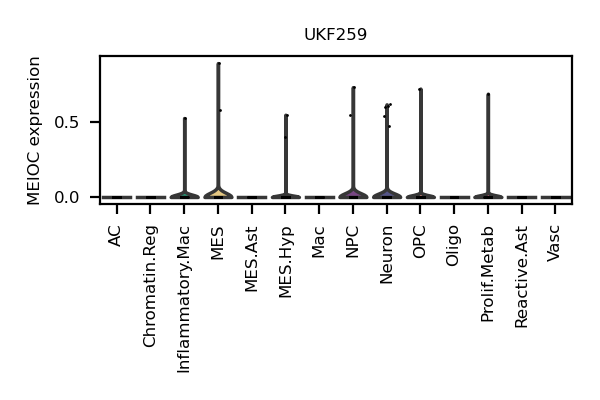 UKF259
MEIOC expression
0.5
0.0
AC
Chromatin.Reg
Inflammatory.Mac
MES
MES.Ast
MES.Hyp
Mac
NPC
Neuron
OPC
Oligo
Prolif.Metab
Reactive.Ast
Vasc